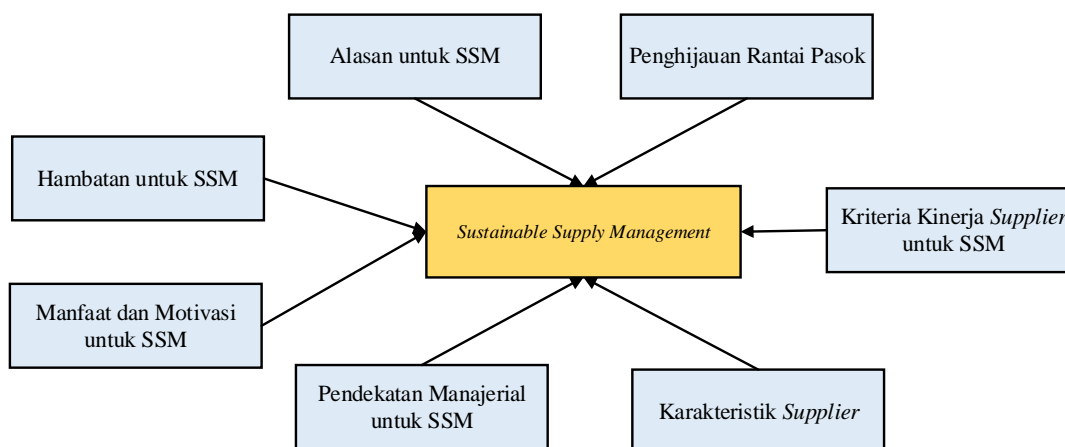 Alasan untuk SSM
Penghijauan Rantai Pasok
Hambatan untuk SSM
Sustainable Supply Management
Kriteria Kinerja Supplier
untuk SSM
Manfaat dan Motivasi
untuk SSM
Pendekatan Manajerial
untuk SSM
Karakteristik Supplier